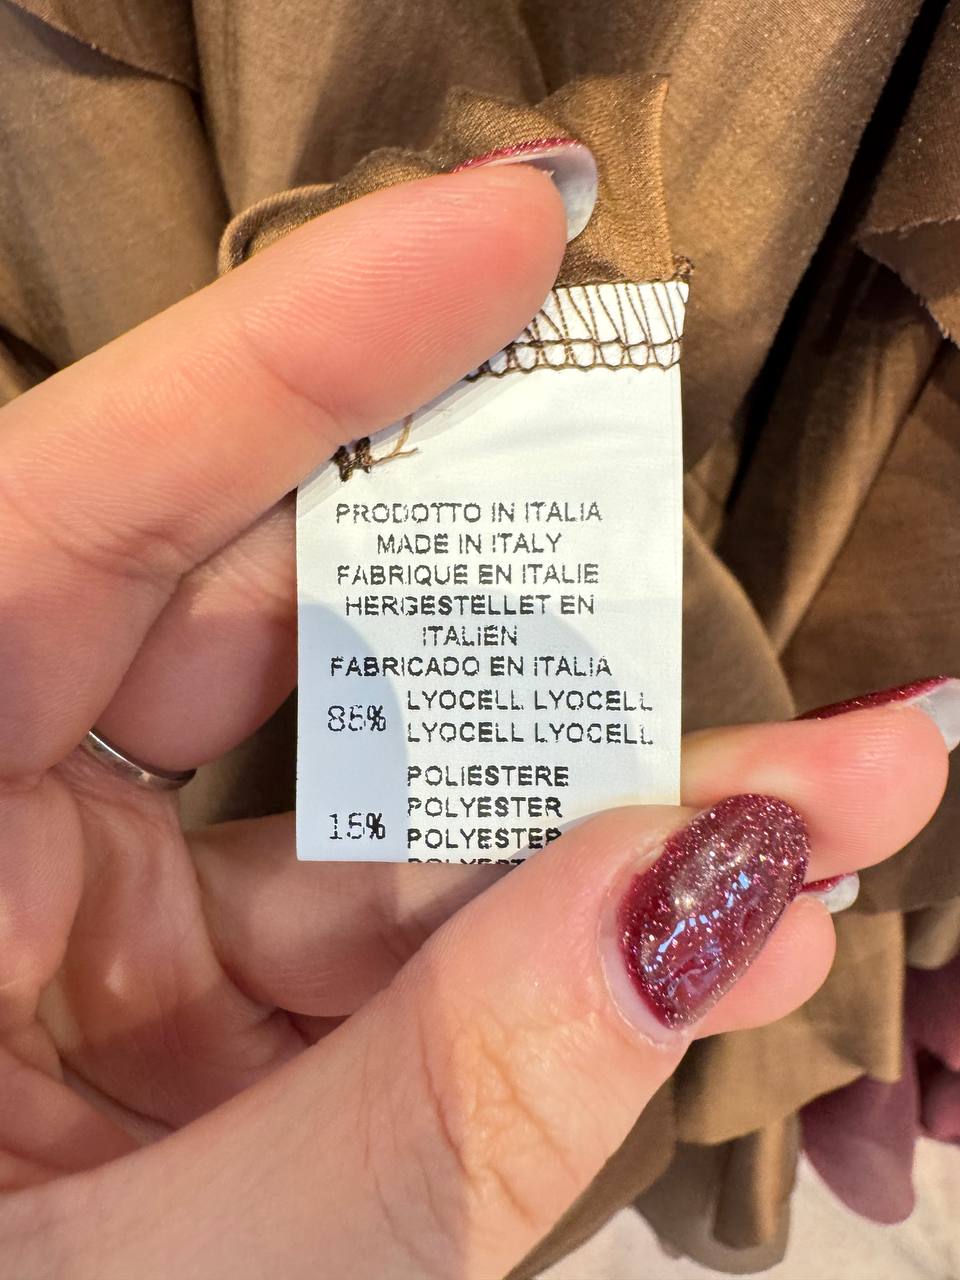 PRODOTTO IN ITALIA
MADE IN ITALY
FABRIQUE EN ITALIE
HERGESTELLET EN
ITALIEN
FABRICADO EN ITALIA
85% LYOCELL LYOCELL
LYOCELL LYOCELL
POLIESTERE
POLYESTER
15% POLYESTER